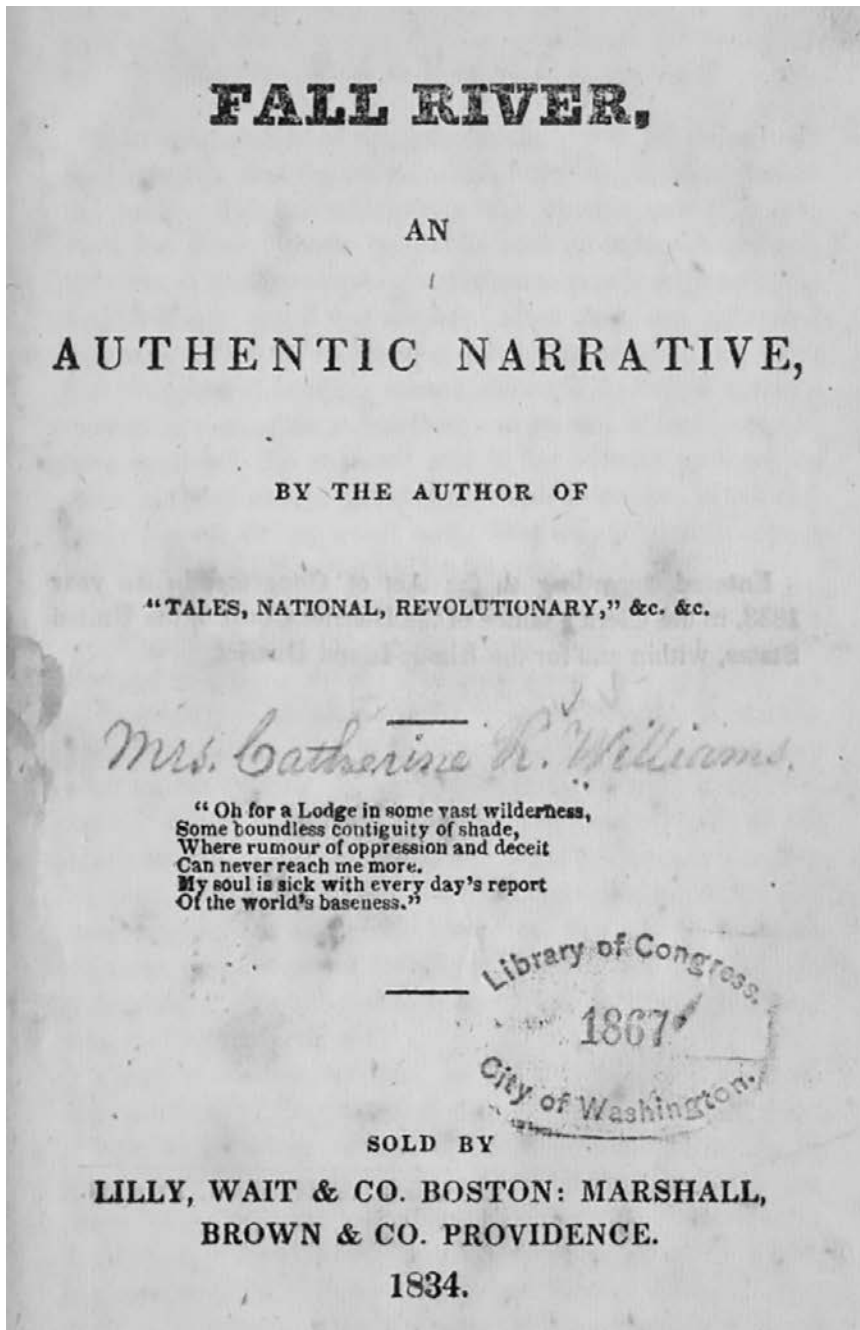 FALL RIVER,
AN
AUTHENTIC NARRATIVE,
BY THE AUTHOR OF
"TALES, NATIONAL, REVOLUTIONARY," &c. &c.
Mrs. Catherine R. Williams.
"Oh for a Lodge in some vast wilderness,
Some boundless contiguity of shade,
Where rumour of oppression and deceit
Can never reach me more.
My soul is sick with every day's report
Of the world's baseness."
Library of Congress.
1867
City of Washington.
SOLD BY
LILLY, WAIT & CO. BOSTON: MARSHALL,
BROWN & CO. PROVIDENCE.
1834.